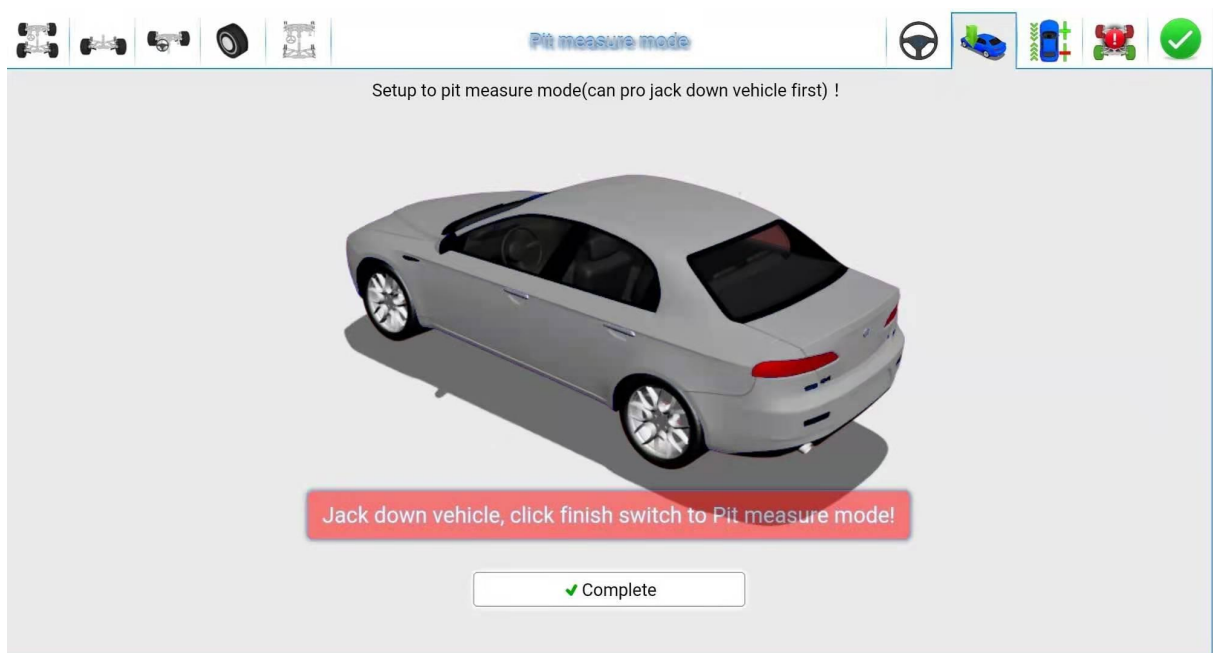 Pit measure mode
Setup to pit measure mode(can pro jack down vehicle first) !
Jack down vehicle, click finish switch to Pit measure mode!
Complete